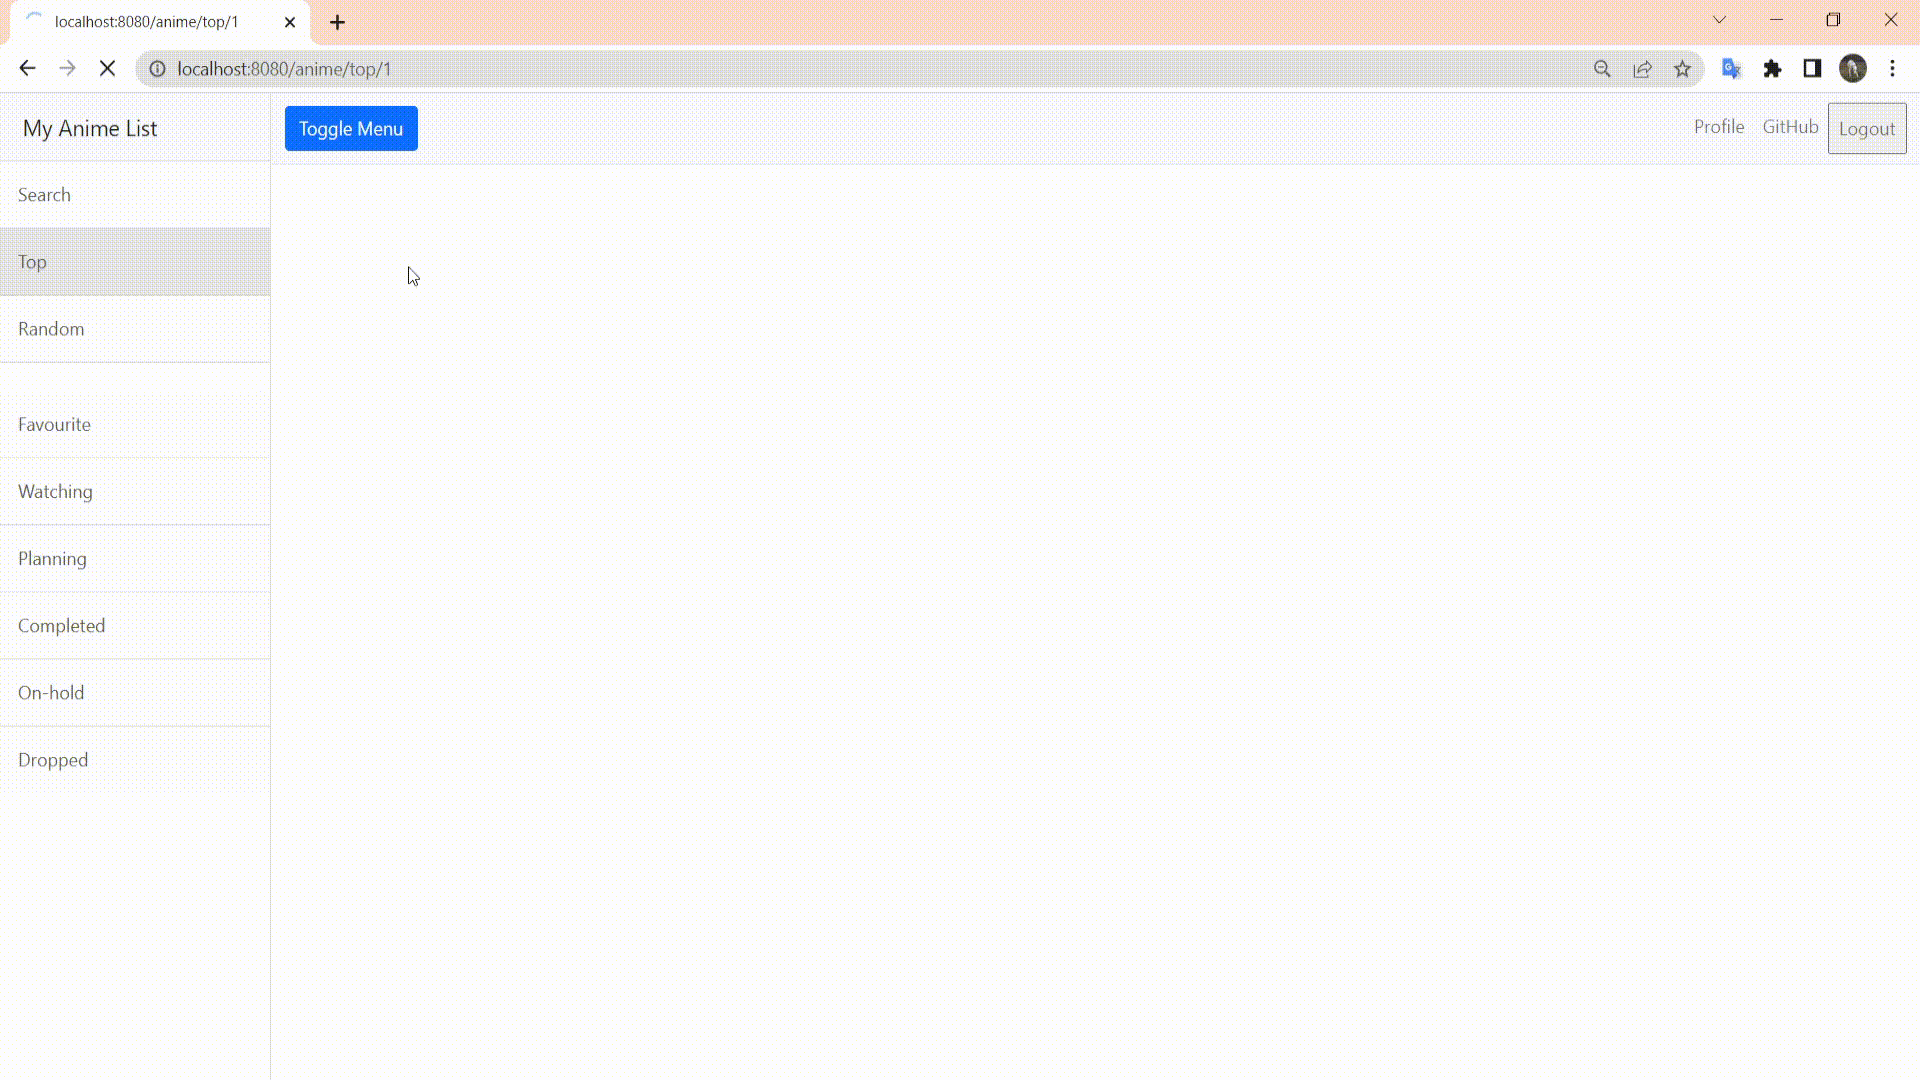 localhost:8080/anime/top/1
localhost:8080/anime/top/1
My Anime List
Toggle Menu
Profile
GitHub
Logout
Search
Top
Random
Favourite
Watching
Planning
Completed
On-hold
Dropped